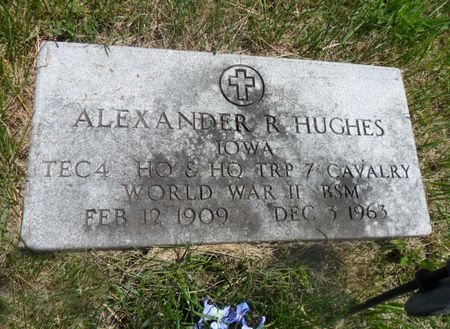 ALEXANDER R HUGHES
IOWA
TEC4 HQ & HQ TRP 7 CAVALRY
WORLD WAR II BSM
FEB 12 1909 DEC 3 1963